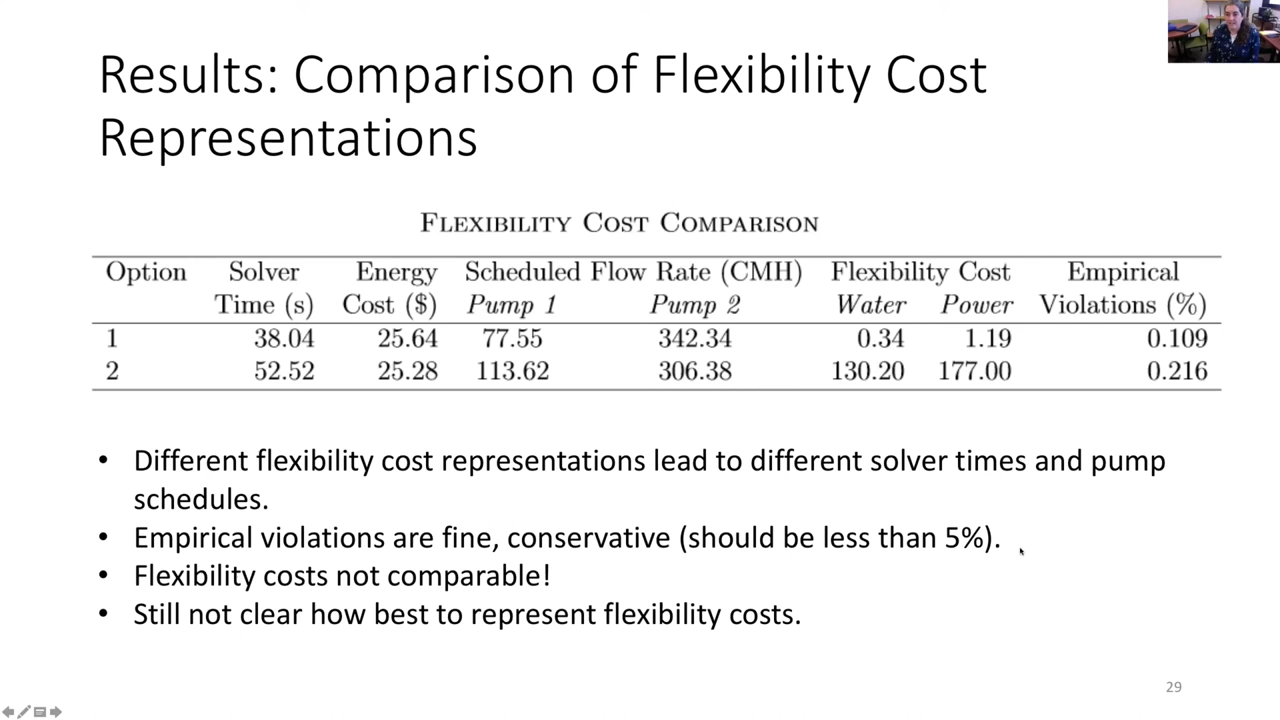 Results: Comparison of Flexibility Cost
Representations
FLEXIBILITY COST COMPARISON
Option Solver Energy Scheduled Flow Rate (CMH) Flexibility Cost Empirical
Time (s) Cost ($) Pump 1 Pump 2 Water Power Violations (%)
1 38.04 25.64 77.55 342.34 0.34 1.19 0.109
2 52.52 25.28 113.62 306.38 130.20 177.00 0.216
• Different flexibility cost representations lead to different solver times and pump
schedules.
• Empirical violations are fine, conservative (should be less than 5%).
• Flexibility costs not comparable!
• Still not clear how best to represent flexibility costs.
29